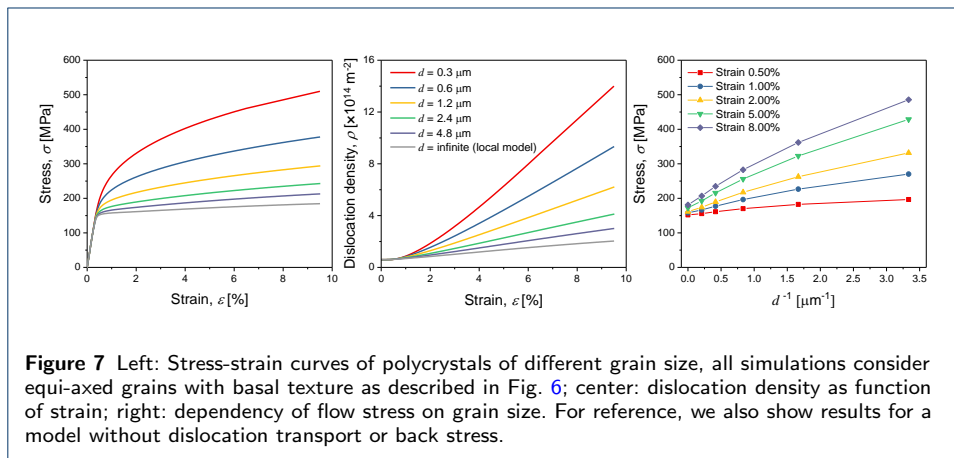 600
500
400
300
200
100
0
0 2 4 6 8 10
Stress, σ [MPa]
Strain, ε [%]
16
12
8
4
0
0 2 4 6 8 10
Dislocation density, ρ [×10¹⁴ m⁻²]
Strain, ε [%]
d = 0.3 μm
d = 0.6 μm
d = 1.2 μm
d = 2.4 μm
d = 4.8 μm
d = infinite (local model)
600
500
400
300
200
100
0
0.0 0.5 1.0 1.5 2.0 2.5 3.0 3.5
Stress, σ [MPa]
d⁻¹ [μm⁻¹]
Strain 0.50%
Strain 1.00%
Strain 2.00%
Strain 5.00%
Strain 8.00%
Figure 7 Left: Stress-strain curves of polycrystals of different grain size, all simulations consider
equi-axed grains with basal texture as described in Fig. 6; center: dislocation density as function
of strain; right: dependency of flow stress on grain size. For reference, we also show results for a
model without dislocation transport or back stress.